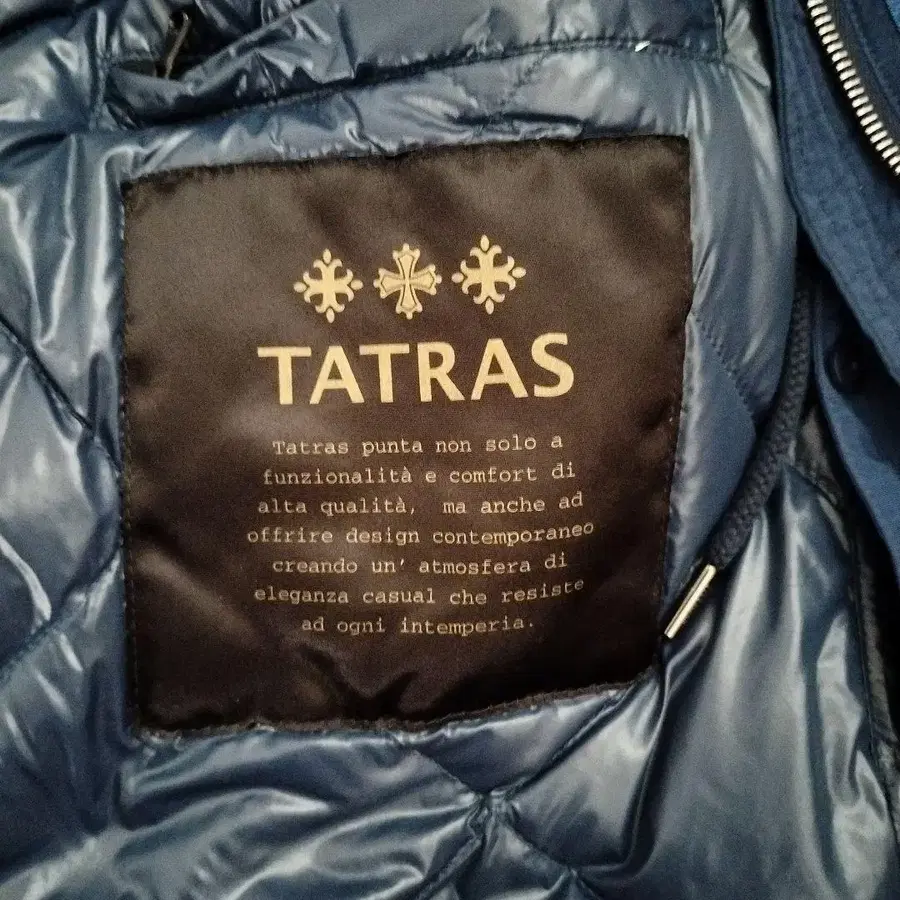 TATRAS
Tatras punta non solo a
funzionalità e comfort di
alta qualità, ma anche ad
offrire design contemporaneo
creando un' atmosfera di
eleganza casual che resiste
ad ogni intemperia.